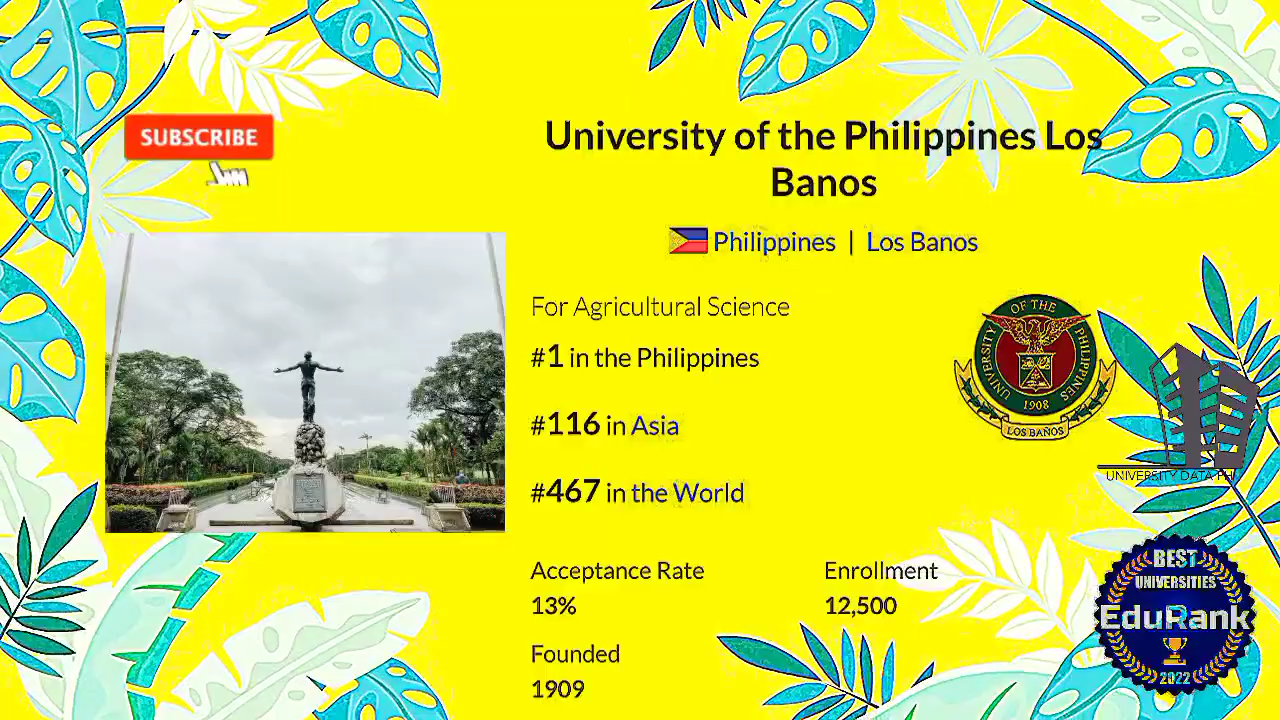 SUBSCRIBE
University of the Philippines Los
Banos
Philippines | Los Banos
For Agricultural Science
#1 in the Philippines
#116 in Asia
#467 in the World
UNIVERSITY OF THE PHILIPPINES
1908
LOS BAÑOS
UNIVERSITY DATA PH
Acceptance Rate
13%
Enrollment
12,500
Founded
1909
BEST
UNIVERSITIES
EduRank
2022